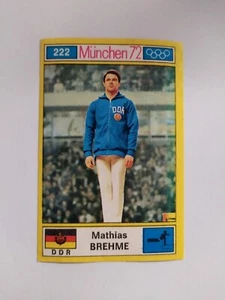 222
München 72
DDR
Mathias
BREHME
DDR